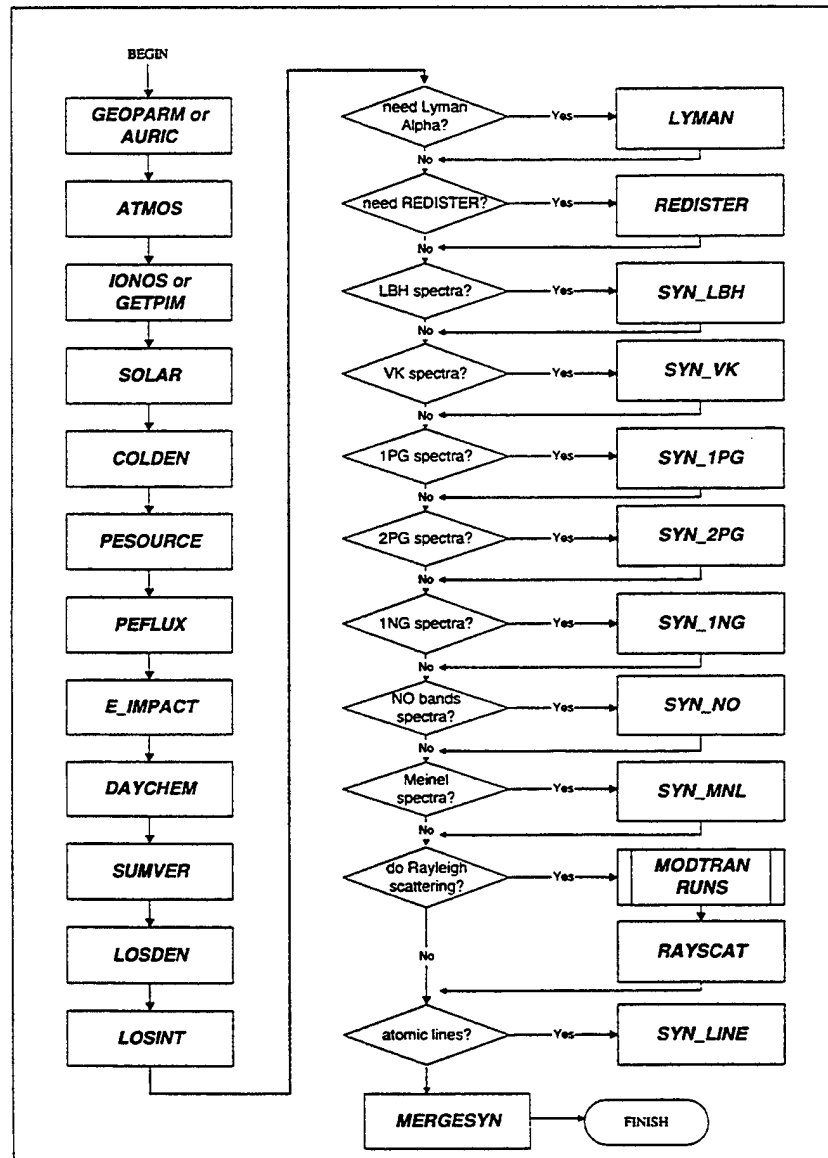 BEGIN
GEOPARM or
AURIC
ATMOS
IONOS or
GETPIM
SOLAR
COLDEN
PESOURCE
PEFLUX
E_IMPACT
DAYCHEM
SUMVER
LOSDEN
LOSINT
need Lyman
Alpha?
Yes
LYMAN
No
need REDISTER?
Yes
REDISTER
No
LBH spectra?
Yes
SYN_LBH
No
VK spectra?
Yes
SYN_VK
No
1PG spectra?
Yes
SYN_1PG
No
2PG spectra?
Yes
SYN_2PG
No
1NG spectra?
Yes
SYN_1NG
No
NO bands
spectra?
Yes
SYN_NO
No
Meinel
spectra?
Yes
SYN_MNL
No
do Rayleigh
scattering?
Yes
MODTRAN
RUNS
RAYSCAT
No
atomic lines?
Yes
SYN_LINE
MERGESYN
FINISH